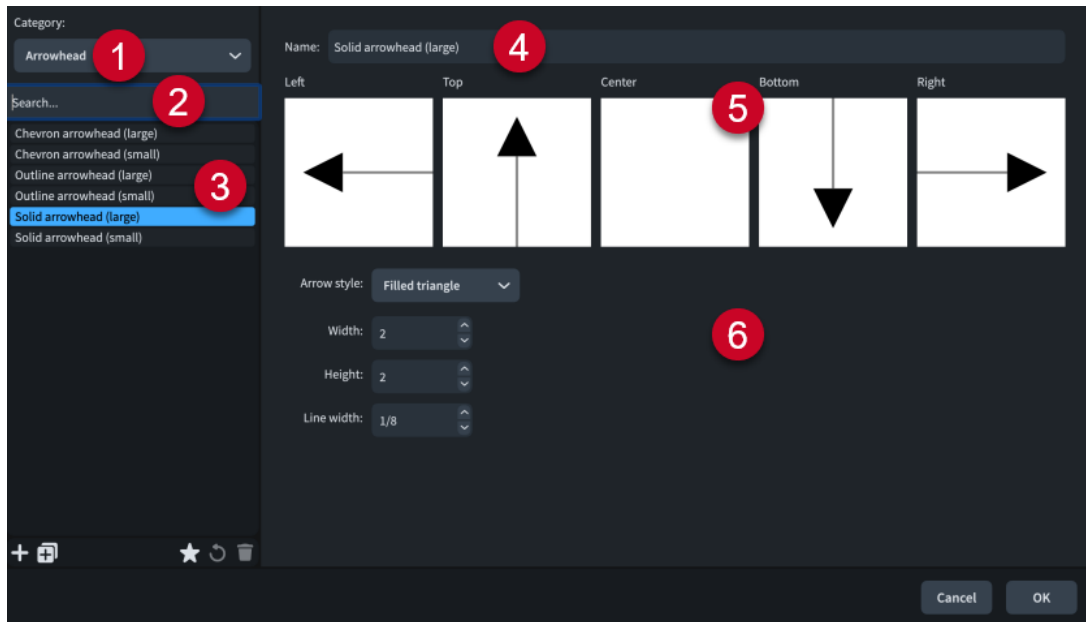 Category:
Arrowhead
1
Search...
2
Chevron arrowhead (large)
Chevron arrowhead (small)
Outline arrowhead (large)
Outline arrowhead (small)
Solid arrowhead (large)
Solid arrowhead (small)
3
Name: Solid arrowhead (large)
4
Left Top Center Bottom Right
5
Arrow style: Filled triangle
Width: 2
Height: 2
Line width: 1/8
6
Cancel OK